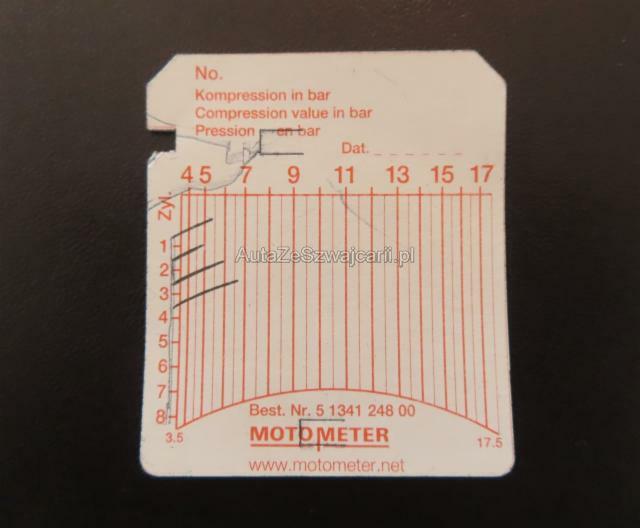 No.
Kompression in bar
Compression value in bar
Pression en bar
Dat.
4 5 7 9 11 13 15 17
Zyl.
1
AutaZeSzwajcarii.pl
2
3
4
5
6
7
8
3.5
17.5
Best. Nr. 5 1341 248 00
MOTOMETER
www.motometer.net